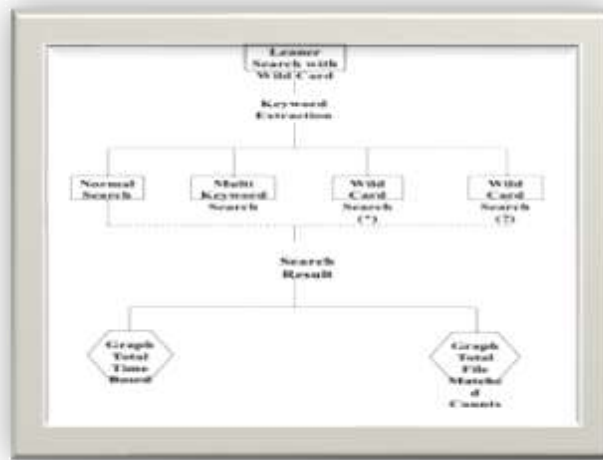 Leaner
Search with
Wild Card
Keyword
Extraction
Normal
Search
Multi
Keyword
Search
Wild
Card
Search
(*)
Wild
Card
Search
(?)
Search
Result
Graph
Total
Time
Based
Graph
Total
File
Matche
d
Counts